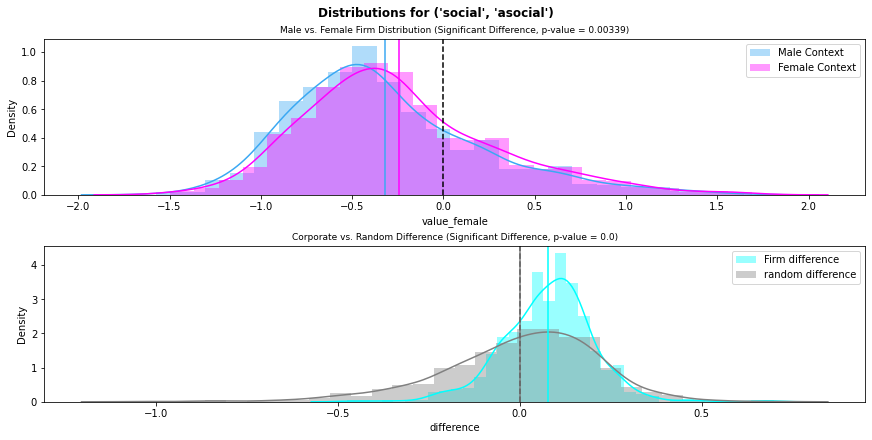 Distributions for ('social', 'asocial')
Male vs. Female Firm Distribution (Significant Difference, p-value = 0.00339)
Male Context
Female Context
Density
1.0
0.8
0.6
0.4
0.2
0.0
−2.0 −1.5 −1.0 −0.5 0.0 0.5 1.0 1.5 2.0
value_female
Corporate vs. Random Difference (Significant Difference, p-value = 0.0)
Firm difference
random difference
Density
4
3
2
1
0
−1.0 −0.5 0.0 0.5
difference